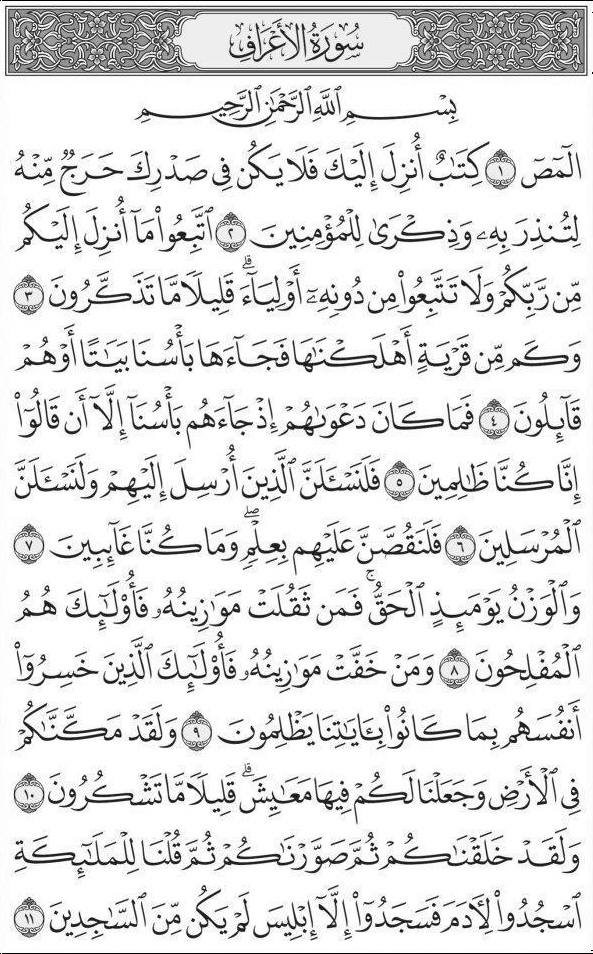 سُورَةُ الأَعْرَافِ
بِسْمِ ٱللَّهِ ٱلرَّحْمَٰنِ ٱلرَّحِيمِ
الٓمٓصٓ ١ كِتَٰبٌ أُنزِلَ إِلَيْكَ فَلَا يَكُن فِى صَدْرِكَ حَرَجٌ مِّنْهُ
لِتُنذِرَ بِهِۦ وَذِكْرَىٰ لِلْمُؤْمِنِينَ ٢ ٱتَّبِعُوا۟ مَآ أُنزِلَ إِلَيْكُم
مِّن رَّبِّكُمْ وَلَا تَتَّبِعُوا۟ مِن دُونِهِۦٓ أَوْلِيَآءَ ۗ قَلِيلًا مَّا تَذَكَّرُونَ ٣
وَكَم مِّن قَرْيَةٍ أَهْلَكْنَٰهَا فَجَآءَهَا بَأْسُنَا بَيَٰتًا أَوْ هُمْ
قَآئِلُونَ ٤ فَمَا كَانَ دَعْوَىٰهُمْ إِذْ جَآءَهُم بَأْسُنَآ إِلَّآ أَن قَالُوٓا۟
إِنَّا كُنَّا ظَٰلِمِينَ ٥ فَلَنَسْـَٔلَنَّ ٱلَّذِينَ أُرْسِلَ إِلَيْهِمْ وَلَنَسْـَٔلَنَّ
ٱلْمُرْسَلِينَ ٦ فَلَنَقُصَّنَّ عَلَيْهِم بِعِلْمٍ ۖ وَمَا كُنَّا غَآئِبِينَ ٧
وَٱلْوَزْنُ يَوْمَئِذٍ ٱلْحَقُّ ۚ فَمَن ثَقُلَتْ مَوَٰزِينُهُۥ فَأُو۟لَٰٓئِكَ هُمُ
ٱلْمُفْلِحُونَ ٨ وَمَنْ خَفَّتْ مَوَٰزِينُهُۥ فَأُو۟لَٰٓئِكَ ٱلَّذِينَ خَسِرُوٓا۟
أَنفُسَهُم بِمَا كَانُوا۟ بِـَٔايَٰتِنَا يَظْلِمُونَ ٩ وَلَقَدْ مَكَّنَّٰكُمْ
فِى ٱلْأَرْضِ وَجَعَلْنَا لَكُمْ فِيهَا مَعَٰيِشَ ۗ قَلِيلًا مَّا تَشْكُرُونَ ١٠
وَلَقَدْ خَلَقْنَٰكُمْ ثُمَّ صَوَّرْنَٰكُمْ ثُمَّ قُلْنَا لِلْمَلَٰٓئِكَةِ
ٱسْجُدُوا۟ لِـَٔادَمَ فَسَجَدُوٓا۟ إِلَّآ إِبْلِيسَ لَمْ يَكُن مِّنَ ٱلسَّٰجِدِينَ ١١